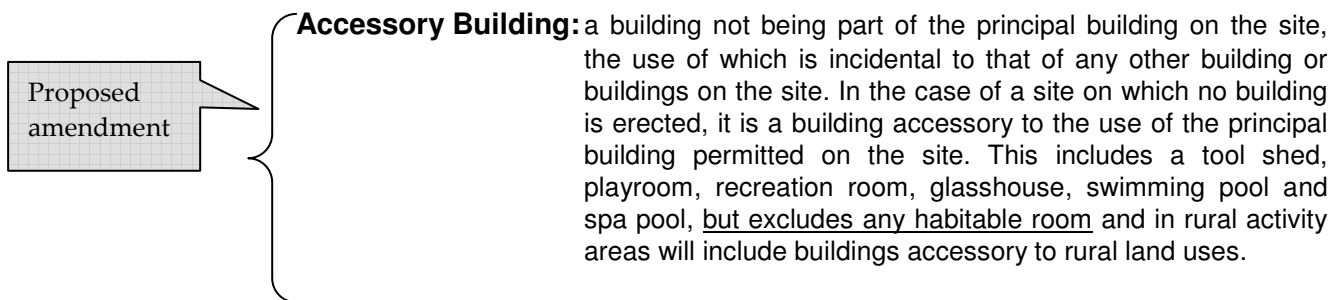 Accessory Building: a building not being part of the principal building on the site,
the use of which is incidental to that of any other building or
buildings on the site. In the case of a site on which no building
is erected, it is a building accessory to the use of the principal
building permitted on the site. This includes a tool shed,
playroom, recreation room, glasshouse, swimming pool and
spa pool, but excludes any habitable room and in rural activity
areas will include buildings accessory to rural land uses.
Proposed
amendment